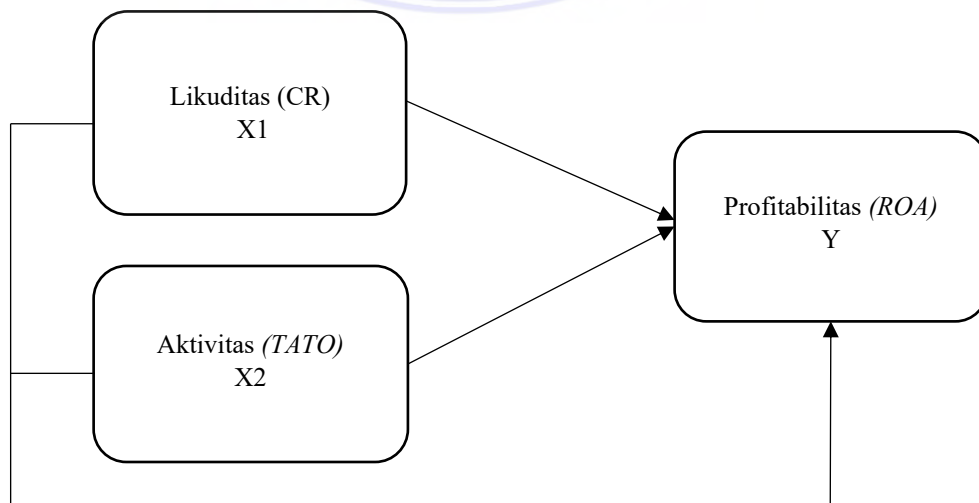 Likuditas (CR)
X1
Profitabilitas (ROA)
Y
Aktivitas (TATO)
X2